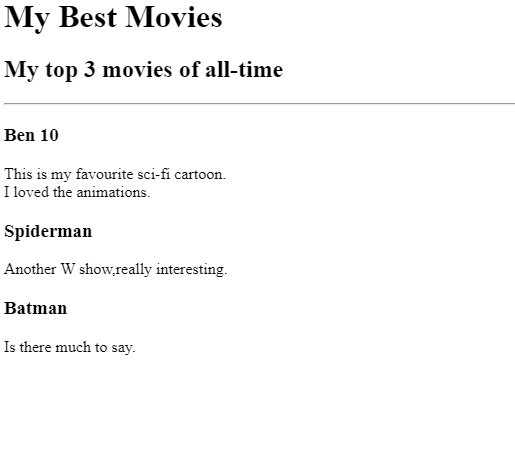 My Best Movies
My top 3 movies of all-time
Ben 10
This is my favourite sci-fi cartoon.
I loved the animations.
Spiderman
Another W show,really interesting.
Batman
Is there much to say.